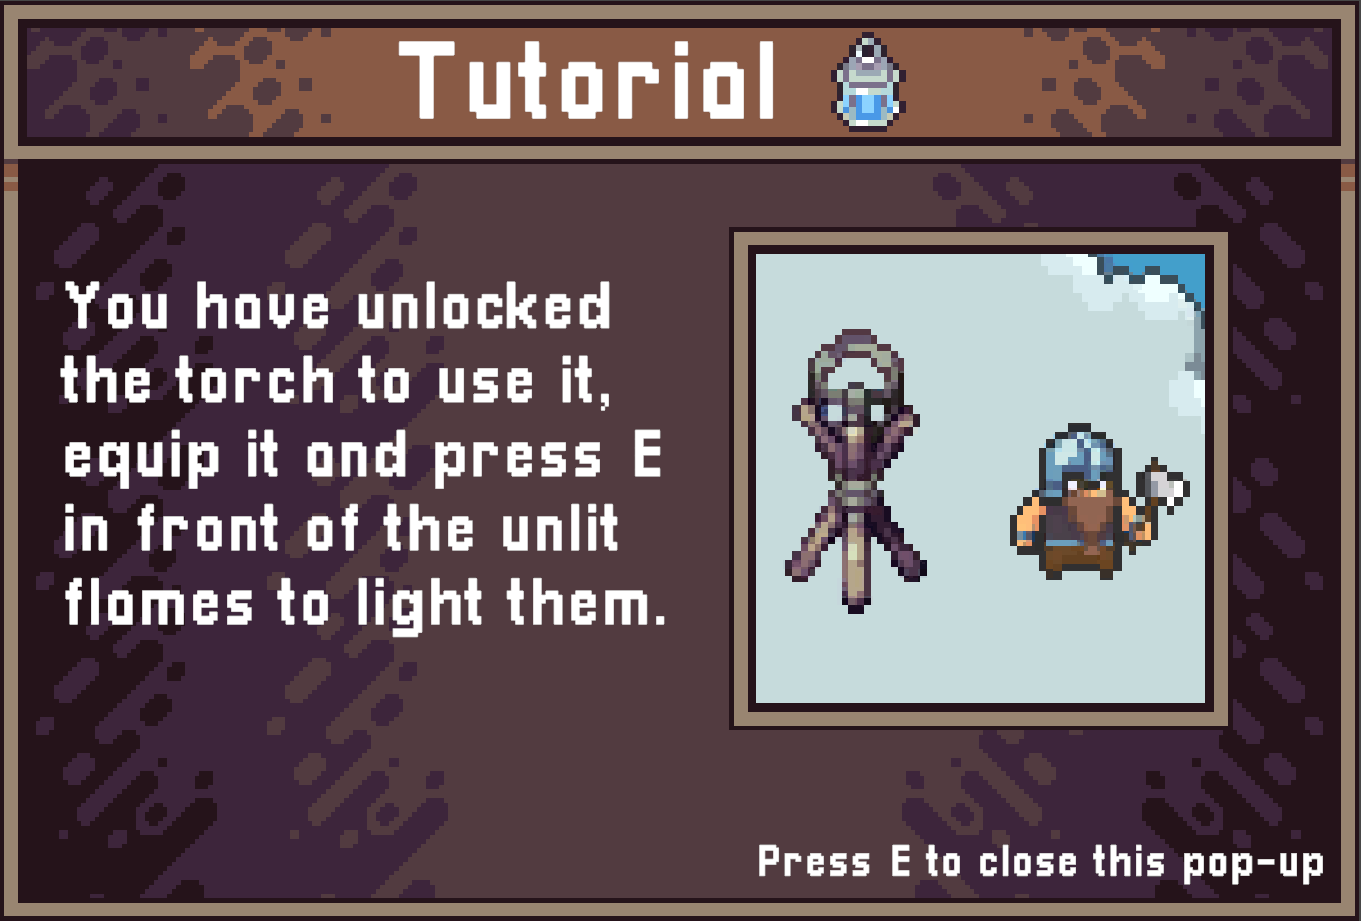 Tutorial
You have unlocked
the torch to use it,
equip it and press E
in front of the unlit
flames to light them.
Press E to close this pop-up